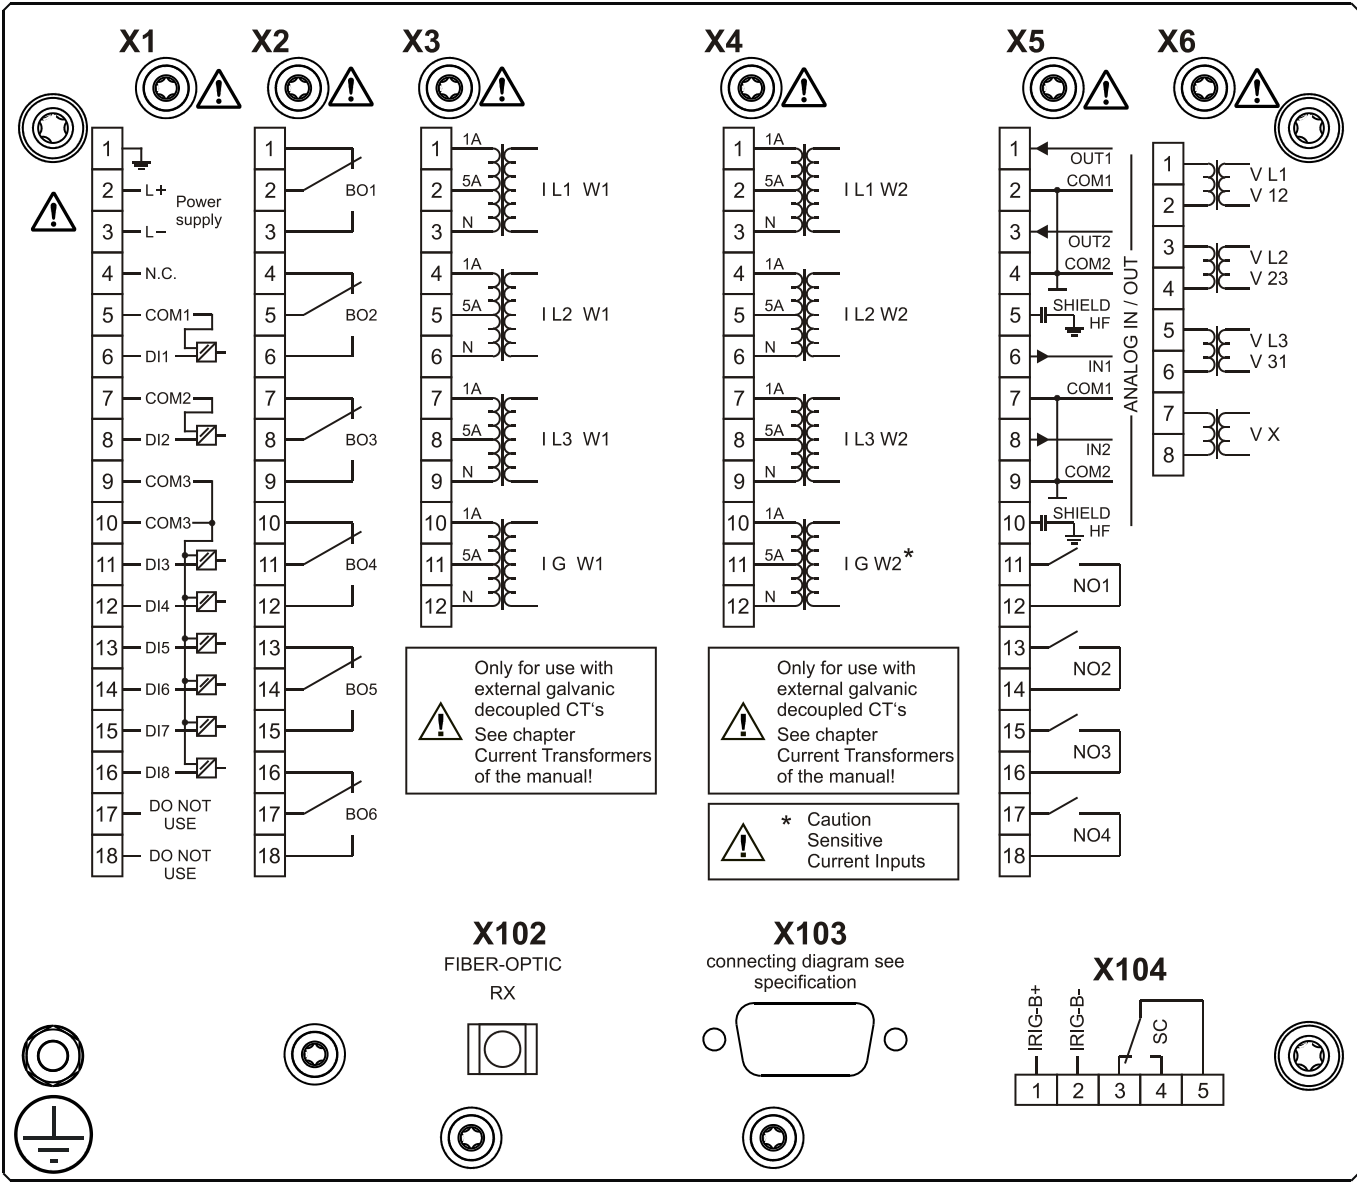 X1
1
2 L+ Power
supply
3 L–
4 N.C.
5 COM1
6 DI1
7 COM2
8 DI2
9 COM3
10 COM3
11 DI3
12 DI4
13 DI5
14 DI6
15 DI7
16 DI8
17 DO NOT
USE
18 DO NOT
USE
X2
1
2 BO1
3
4
5 BO2
6
7
8 BO3
9
10
11 BO4
12
13
14 BO5
15
16
17 BO6
18
X3
1 1A
2 5A I L1 W1
3 N
4 1A
5 5A I L2 W1
6 N
7 1A
8 5A I L3 W1
9 N
10 1A
11 5A I G W1
12 N
Only for use with
external galvanic
decoupled CT's
See chapter
Current Transformers
of the manual!
X4
1 1A
2 5A I L1 W2
3 N
4 1A
5 5A I L2 W2
6 N
7 1A
8 5A I L3 W2
9 N
10 1A
11 5A I G W2*
12 N
Only for use with
external galvanic
decoupled CT's
See chapter
Current Transformers
of the manual!
* Caution
Sensitive
Current Inputs
X5
1 OUT1
2 COM1
3 OUT2
4 COM2
5 SHIELD
HF
6 IN1
7 COM1
8 IN2
9 COM2
10 SHIELD
HF
ANALOG IN / OUT
11
NO1
12
13
NO2
14
15
NO3
16
17
NO4
18
X6
1 V L1
2 V 12
3 V L2
4 V 23
5 V L3
6 V 31
7
V X
8
X102
FIBER-OPTIC
RX
X103
connecting diagram see
specification
X104
IRIG-B+
IRIG-B-
SC
1 2 3 4 5